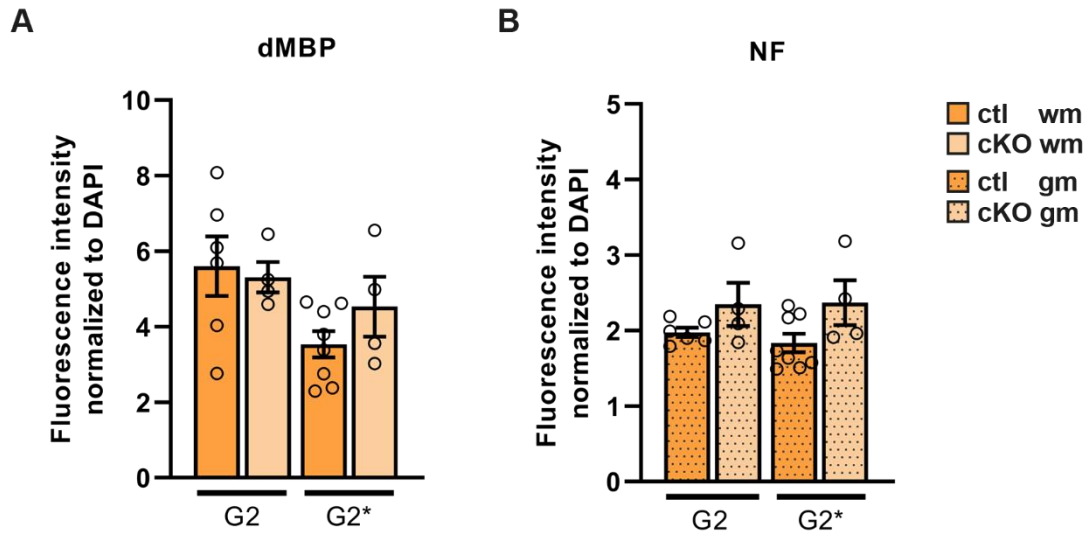 A
dMBP
Fluorescence intensity
normalized to DAPI
10
8
6
4
2
0
G2
G2*
B
NF
Fluorescence intensity
normalized to DAPI
5
4
3
2
1
0
G2
G2*
ctl wm
cKO wm
ctl gm
cKO gm